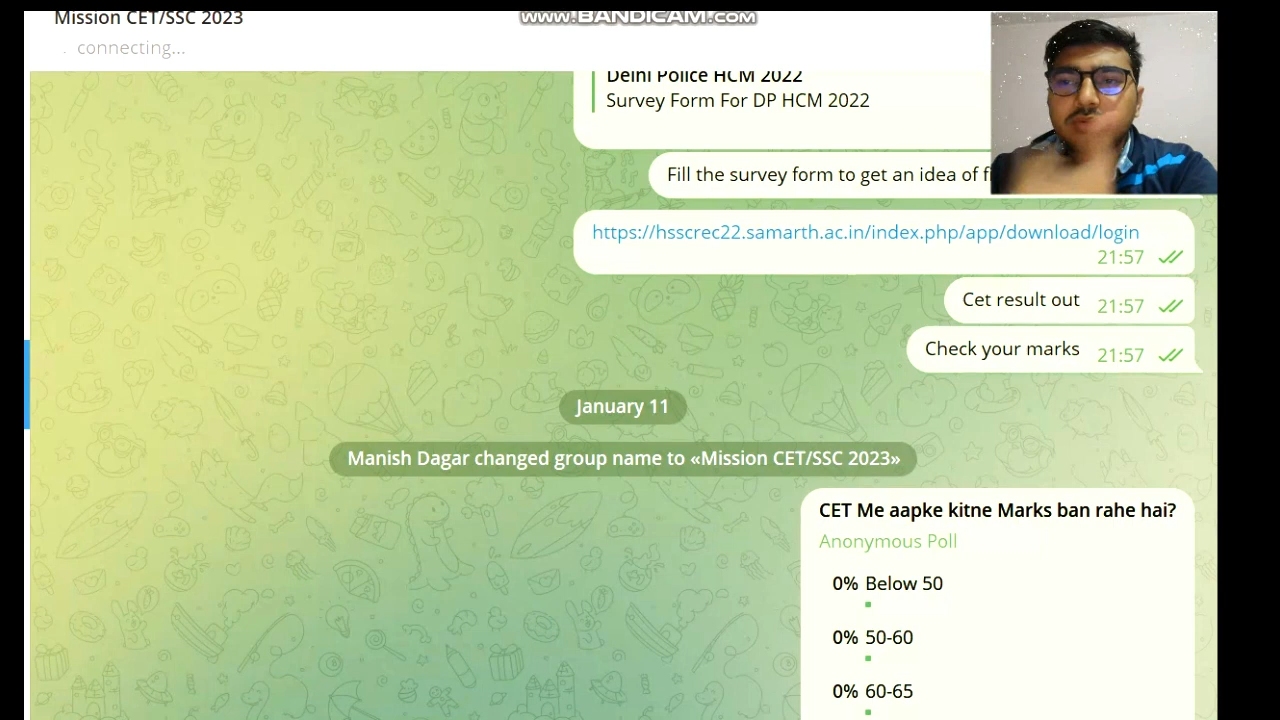 www.BANDICAM.com
Mission CET/SSC 2023
connecting...
Delhi Police HCM 2022
Survey Form For DP HCM 2022
Fill the survey form to get an idea of
https://hsscrec22.samarth.ac.in/index.php/app/download/login
21:57
Cet result out 21:57
Check your marks 21:57
January 11
Manish Dagar changed group name to «Mission CET/SSC 2023»
CET Me aapke kitne Marks ban rahe hai?
Anonymous Poll
0% Below 50
0% 50-60
0% 60-65